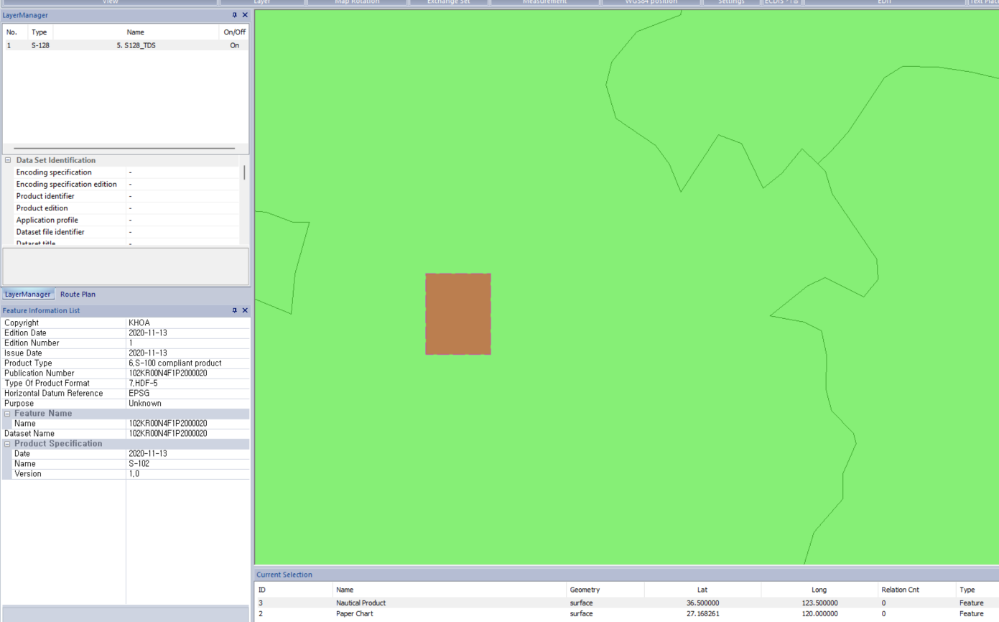 View Layer Map Rotation Exchange Set Measurement WGS84 position Settings EDIT
LayerManager
No. Type Name On/Off
1 S-128 5. S128_TDS On
Data Set Identification
Encoding specification -
Encoding specification edition -
Product identifier -
Product edition -
Application profile -
Dataset file identifier -
Dataset title -
LayerManager Route Plan
Feature Information List
Copyright KHOA
Edition Date 2020-11-13
Edition Number 1
Issue Date 2020-11-13
Product Type 6,S-100 compliant product
Publication Number 102KR00N4F1P2000020
Type Of Product Format 7,HDF-5
Horizontal Datum Reference EPSG
Purpose Unknown
Feature Name
Name 102KR00N4F1P2000020
Dataset Name 102KR00N4F1P2000020
Product Specification
Date 2020-11-13
Name S-102
Version 1,0
Current Selection
ID Name Geometry Lat Long Relation Cnt Type
3 Nautical Product surface 36.500000 123.500000 0 Feature
2 Paper Chart surface 27.168261 120.000000 0 Feature